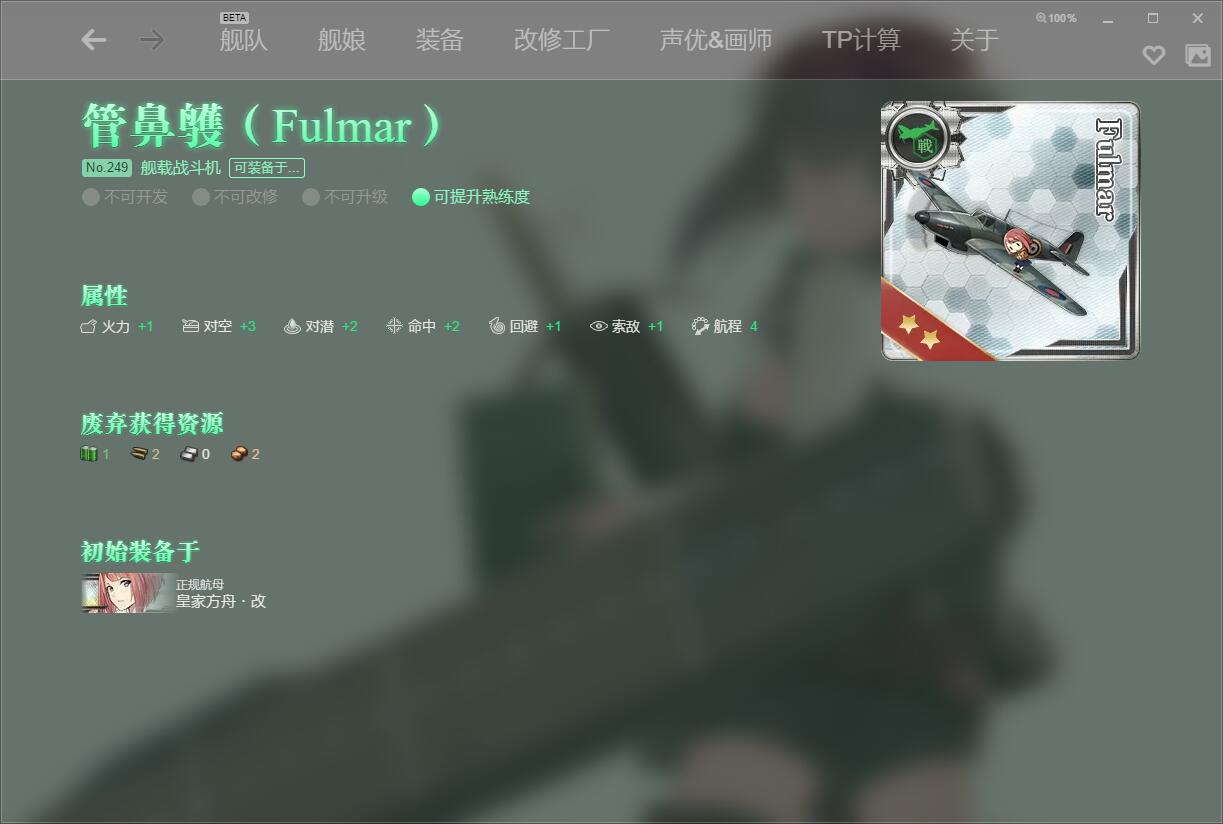 BETA
舰队 舰娘 装备 改修工厂 声优&画师 TP计算 关于
100%
管鼻鹱（Fulmar）
No.249 舰载战斗机 可装备于...
不可开发 不可改修 不可升级 可提升熟练度
戦
Fulmar
属性
火力 +1 对空 +3 对潜 +2 命中 +2 回避 +1 索敌 +1 航程 4
废弃获得资源
1 2 0 2
初始装备于
正规航母
皇家方舟 · 改